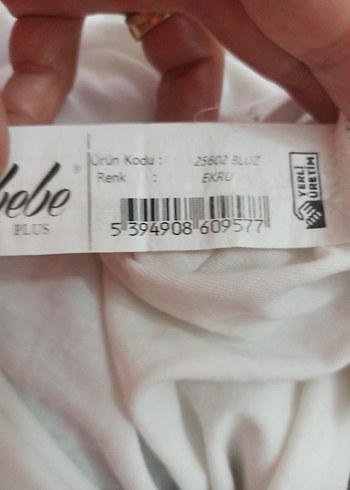 bebe®
PLUS
Ürün Kodu : 25602 BLUZ
Renk : EKRU
5 394908 609577
YERLİ
ÜRETİM